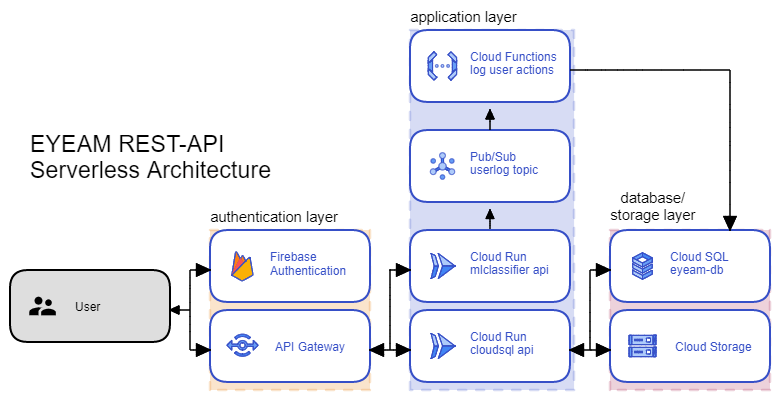 application layer
Cloud Functions
log user actions
EYEAM REST-API
Serverless Architecture
Pub/Sub
userlog topic
database/
storage layer
authentication layer
Firebase
Authentication
Cloud Run
mlclassifier api
Cloud SQL
eyeam-db
User
API Gateway
Cloud Run
cloudsql api
Cloud Storage